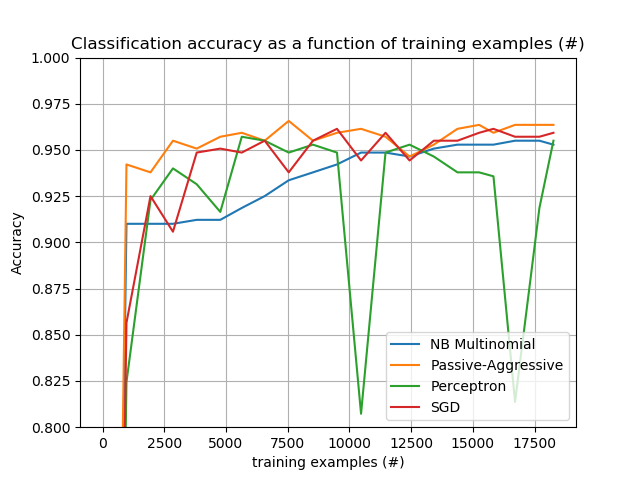 Classification accuracy as a function of training examples (#)
1.000
0.975
0.950
0.925
0.900
0.875
0.850
0.825
0.800
Accuracy
NB Multinomial
Passive-Aggressive
Perceptron
SGD
0 2500 5000 7500 10000 12500 15000 17500
training examples (#)